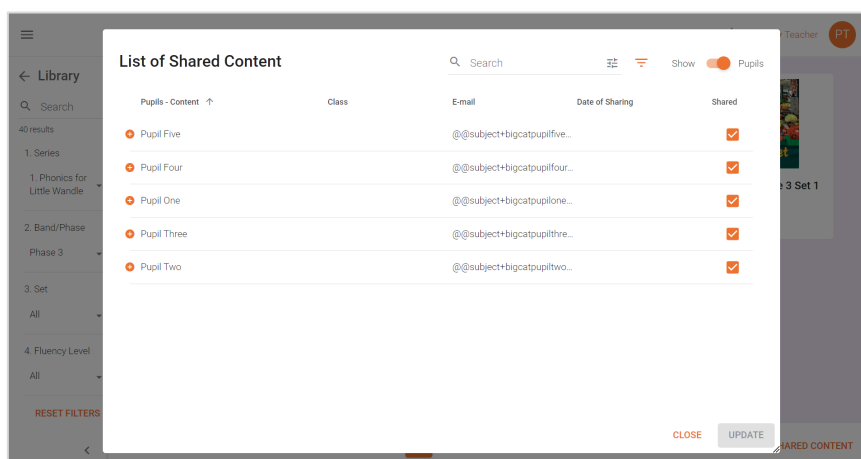 Teacher PT
List of Shared Content
Search
Show Pupils
← Library
Search
40 results
1. Series
1. Phonics for
Little Wandle
2. Band/Phase
Phase 3
3. Set
All
4. Fluency Level
All
RESET FILTERS
Pupils - Content ↑ Class E-mail Date of Sharing Shared
Pupil Five @@subject+bigcatpupilfive...
Pupil Four @@subject+bigcatpupilfour...
Pupil One @@subject+bigcatpupilone...
Pupil Three @@subject+bigcatpupilthre...
Pupil Two @@subject+bigcatpupiltwo...
3 Set 1
CLOSE UPDATE
CONTENT